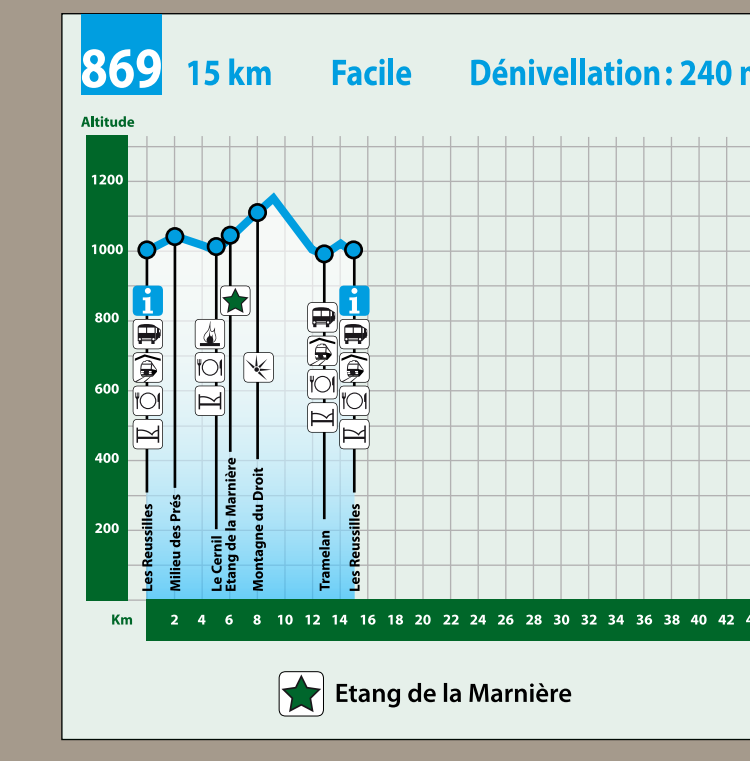 869
15 km Facile Dénivellation : 240
Altitude
1200
1000
800
600
400
200
i
i
Les Reussilles
Milieu des Prés
Le Cernil
Etang de la Marnière
Montagne du Droit
Tramelan
Les Reussilles
Km 2 4 6 8 10 12 14 16 18 20 22 24 26 28 30 32 34 36 38 40 42
Etang de la Marnière